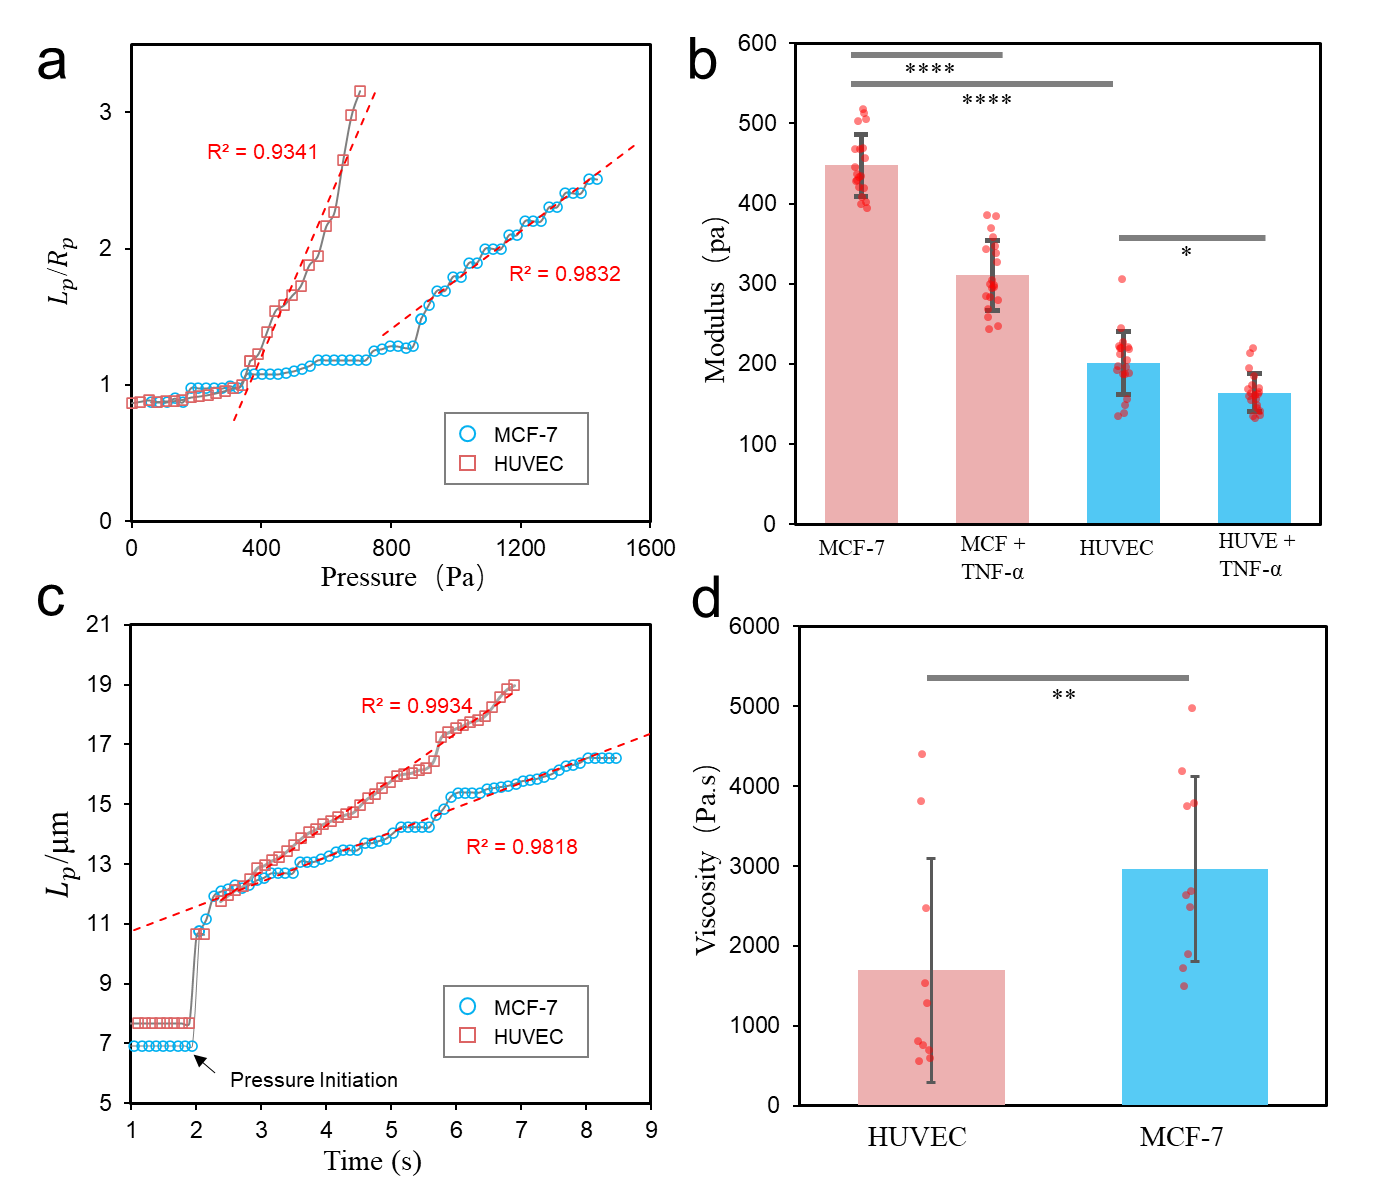 a
3
2
1
0
0
400
800
1200
1600
Lp/Rp
Pressure（Pa）
R² = 0.9341
R² = 0.9832
MCF-7
HUVEC
b
600
500
400
300
200
100
0
Modulus（pa）
****
****
*
MCF-7
MCF +
TNF-α
HUVEC
HUVE +
TNF-α
c
21
19
17
15
13
11
9
7
5
1
2
3
4
5
6
7
8
9
Lp/μm
Time (s)
R² = 0.9934
R² = 0.9818
MCF-7
HUVEC
Pressure Initiation
d
6000
5000
4000
3000
2000
1000
0
Viscosity（Pa.s）
**
HUVEC
MCF-7